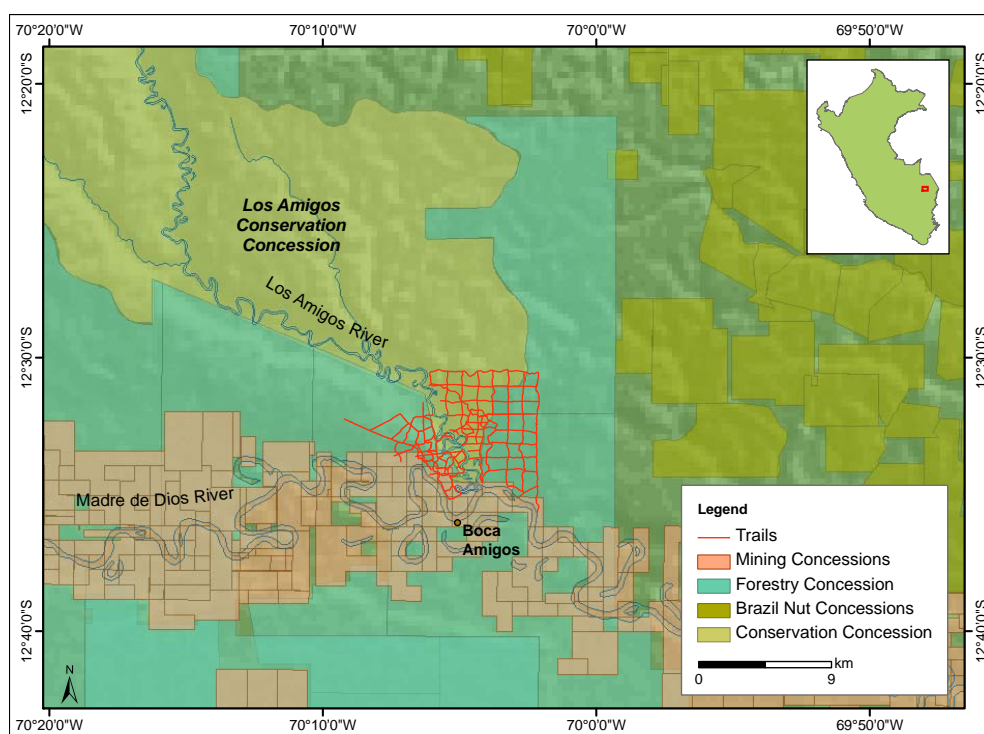 70°20'0"W 70°10'0"W 70°00'0"W 69°50'0"W
12°20'0"S 12°20'0"S
Los Amigos
Conservation
Concession
Los Amigos River
12°30'0"S 12°30'0"S
Madre de Dios River
Boca
Amigos
Legend
Trails
Mining Concessions
Forestry Concession
Brazil Nut Concessions
Conservation Concession
km
0 9
12°40'0"S 12°40'0"S
N
70°20'0"W 70°10'0"W 70°00'0"W 69°50'0"W